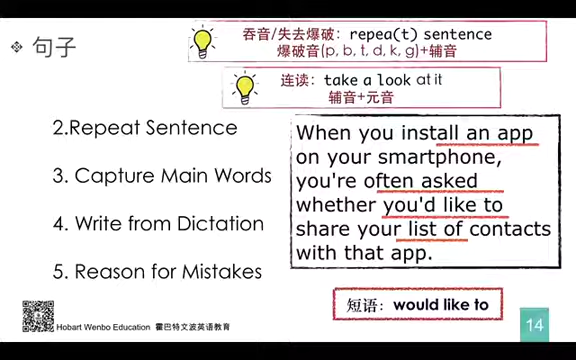 ❖ 句子
吞音/失去爆破：repea(t) sentence
爆破音(p, b, t, d, k, g)+辅音
连读：take a look at it
辅音+元音
2.Repeat Sentence
3. Capture Main Words
4. Write from Dictation
5. Reason for Mistakes
When you install an app
on your smartphone,
you're often asked
whether you'd like to
share your list of contacts
with that app.
短语：would like to
Hobart Wenbo Education 霍巴特文波英语教育
14